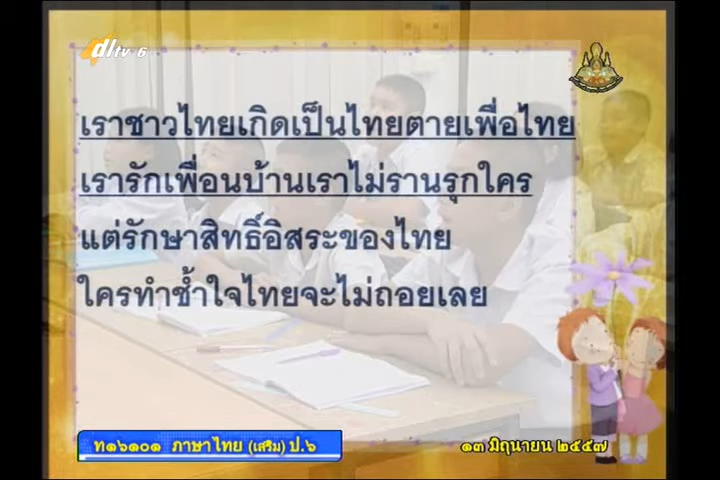 dltv 6
เราชาวไทยเกิดเป็นไทยตายเพื่อไทย
เรารักเพื่อนบ้านเราไม่รานรุกใคร
แต่รักษาสิทธิ์อิสระของไทย
ใครทำช้ำใจไทยจะไม่ถอยเลย
ท๑๖๑๐๑ ภาษาไทย (เสริม) ป.๖
๑๓ มิถุนายน ๒๕๕๗